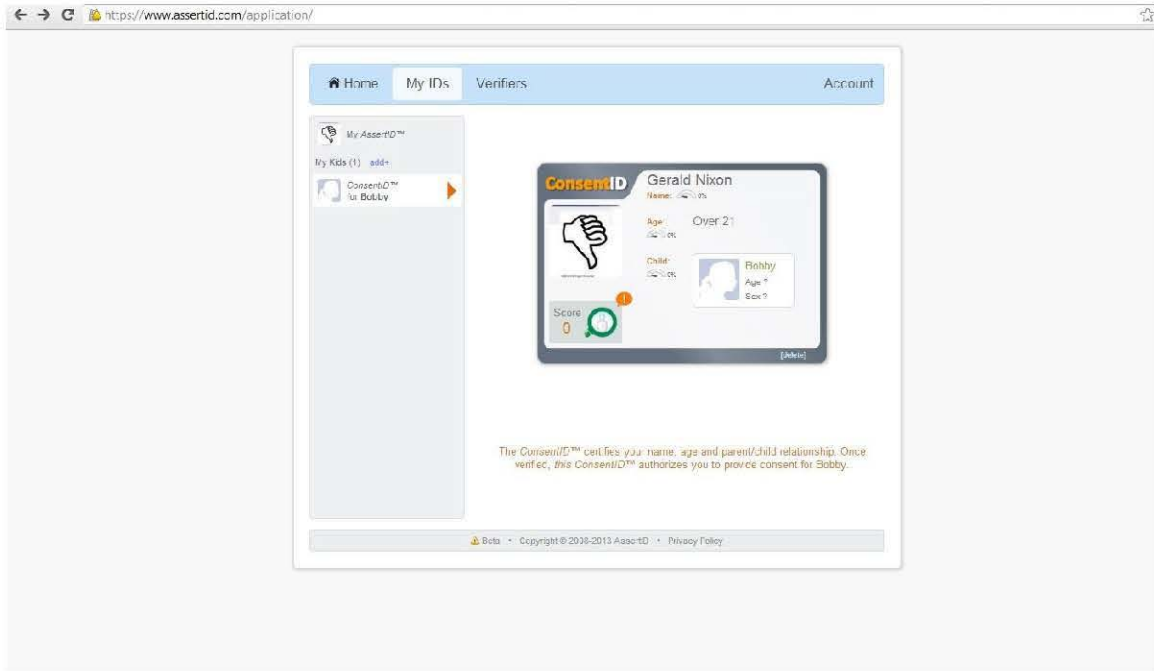 https://www.assertid.com/application/
Home My IDs Verifiers Account
My AssertID™
My Kids (1) add+
ConsentID™
for Bobby
ConsentID
Gerald Nixon
Name: 0%
Age: Over 21
0%
Child:
0%
Bobby
Age ?
Sex ?
!
Score
0
[delete]
The ConsentID™ certifies your name, age and parent/child relationship. Once
verified, this ConsentID™ authorizes you to provide consent for Bobby.
Beta • Copyright © 2008-2013 AssertID • Privacy Policy